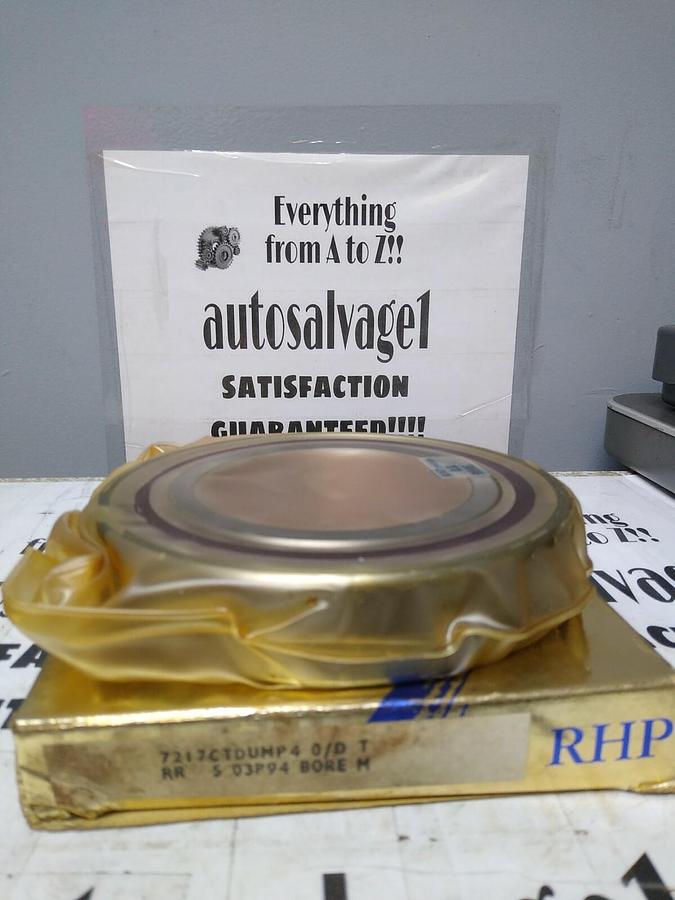 Everything
from A to Z!!
autosalvage1
SATISFACTION
GUARANTEED!!!!
7217CTDUMP4 O/D T
RR S 03P94 BORE M
RHP